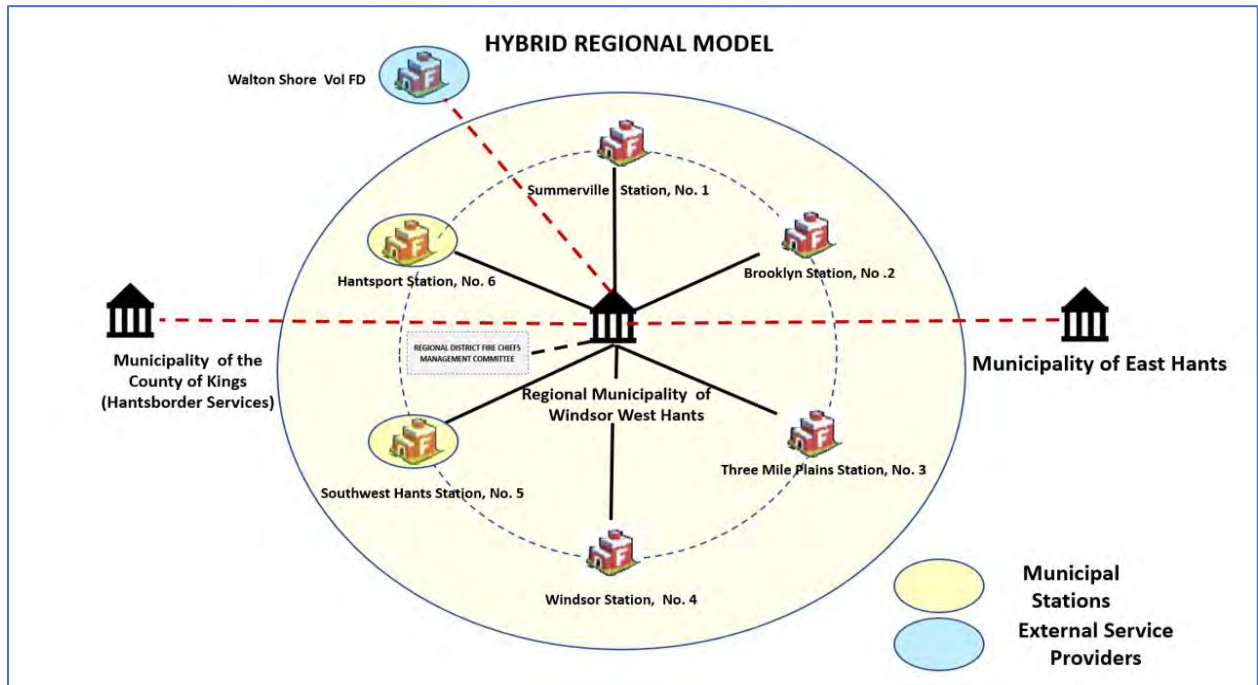 HYBRID REGIONAL MODEL
Walton Shore Vol FD
Summerville Station, No. 1
Brooklyn Station, No .2
Hantsport Station, No. 6
REGIONAL DISTRICT FIRE CHIEFS
MANAGEMENT COMMITTEE
Municipality of the
County of Kings
(Hantsborder Services)
Municipality of East Hants
Regional Municipality of
Windsor West Hants
Three Mile Plains Station, No. 3
Southwest Hants Station, No. 5
Windsor Station, No. 4
Municipal
Stations
External Service
Providers
F
F
F
F
F
F
F